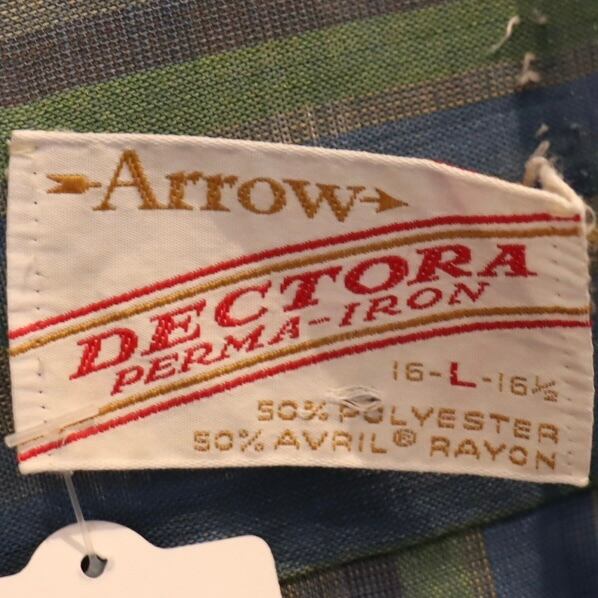 Arrow
DECTORA
PERMA-IRON
16-L-16½
50% POLYESTER
50% AVRIL® RAYON